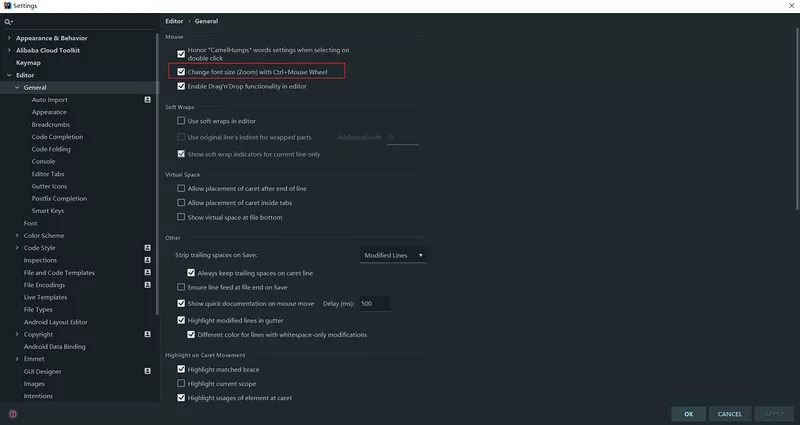 Settings
Appearance & Behavior
Alibaba Cloud Toolkit
Keymap
Editor
General
Auto Import
Appearance
Breadcrumbs
Code Completion
Code Folding
Console
Editor Tabs
Gutter Icons
Postfix Completion
Smart Keys
Font
Color Scheme
Code Style
Inspections
File and Code Templates
File Encodings
Live Templates
File Types
Android Layout Editor
Copyright
Android Data Binding
Emmet
GUI Designer
Images
Intentions
Editor › General
Mouse
Honor "CamelHumps" words settings when selecting on
double click
Change font size (Zoom) with Ctrl+Mouse Wheel
Enable Drag'n'Drop functionality in editor
Soft Wraps
Use soft wraps in editor
Use original line's indent for wrapped parts Additional shift: 0
Show soft wrap indicators for current line only
Virtual Space
Allow placement of caret after end of line
Allow placement of caret inside tabs
Show virtual space at file bottom
Other
Strip trailing spaces on Save: Modified Lines
Always keep trailing spaces on caret line
Ensure line feed at file end on Save
Show quick documentation on mouse move Delay (ms): 500
Highlight modified lines in gutter
Different color for lines with whitespace-only modifications
Highlight on Caret Movement
Highlight matched brace
Highlight current scope
Highlight usages of element at caret
OK CANCEL APPLY